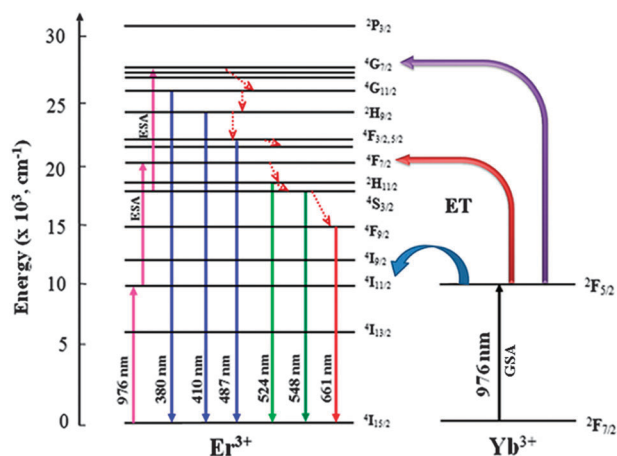 Energy (x 10³, cm⁻¹)
30
25
20
15
10
5
0
²P₃/₂
⁴G₇/₂
⁴G₁₁/₂
²H₉/₂
⁴F₃/₂,₅/₂
⁴F₇/₂
²H₁₁/₂
⁴S₃/₂
⁴F₉/₂
⁴I₉/₂
⁴I₁₁/₂
⁴I₁₃/₂
⁴I₁₅/₂
ESA
ESA
976 nm
380 nm
410 nm
487 nm
524 nm
548 nm
661 nm
Er³⁺
ET
²F₅/₂
976 nm
GSA
²F₇/₂
Yb³⁺